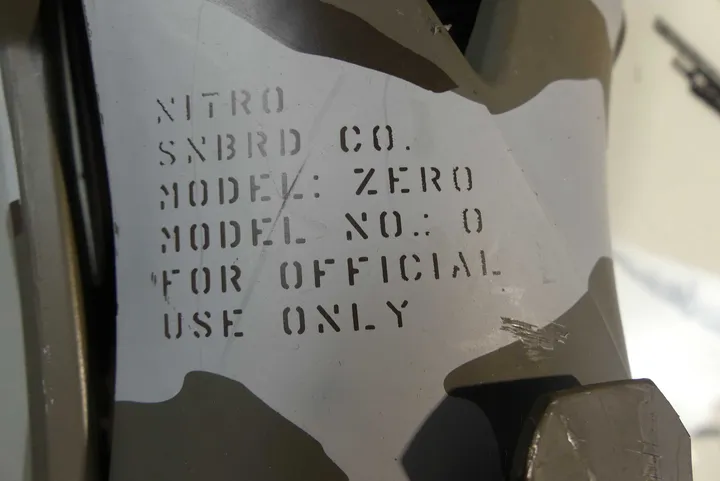 NITRO
SNBRD CO.
MODEL: ZERO
MODEL NO.: 0
FOR OFFICIAL
USE ONLY